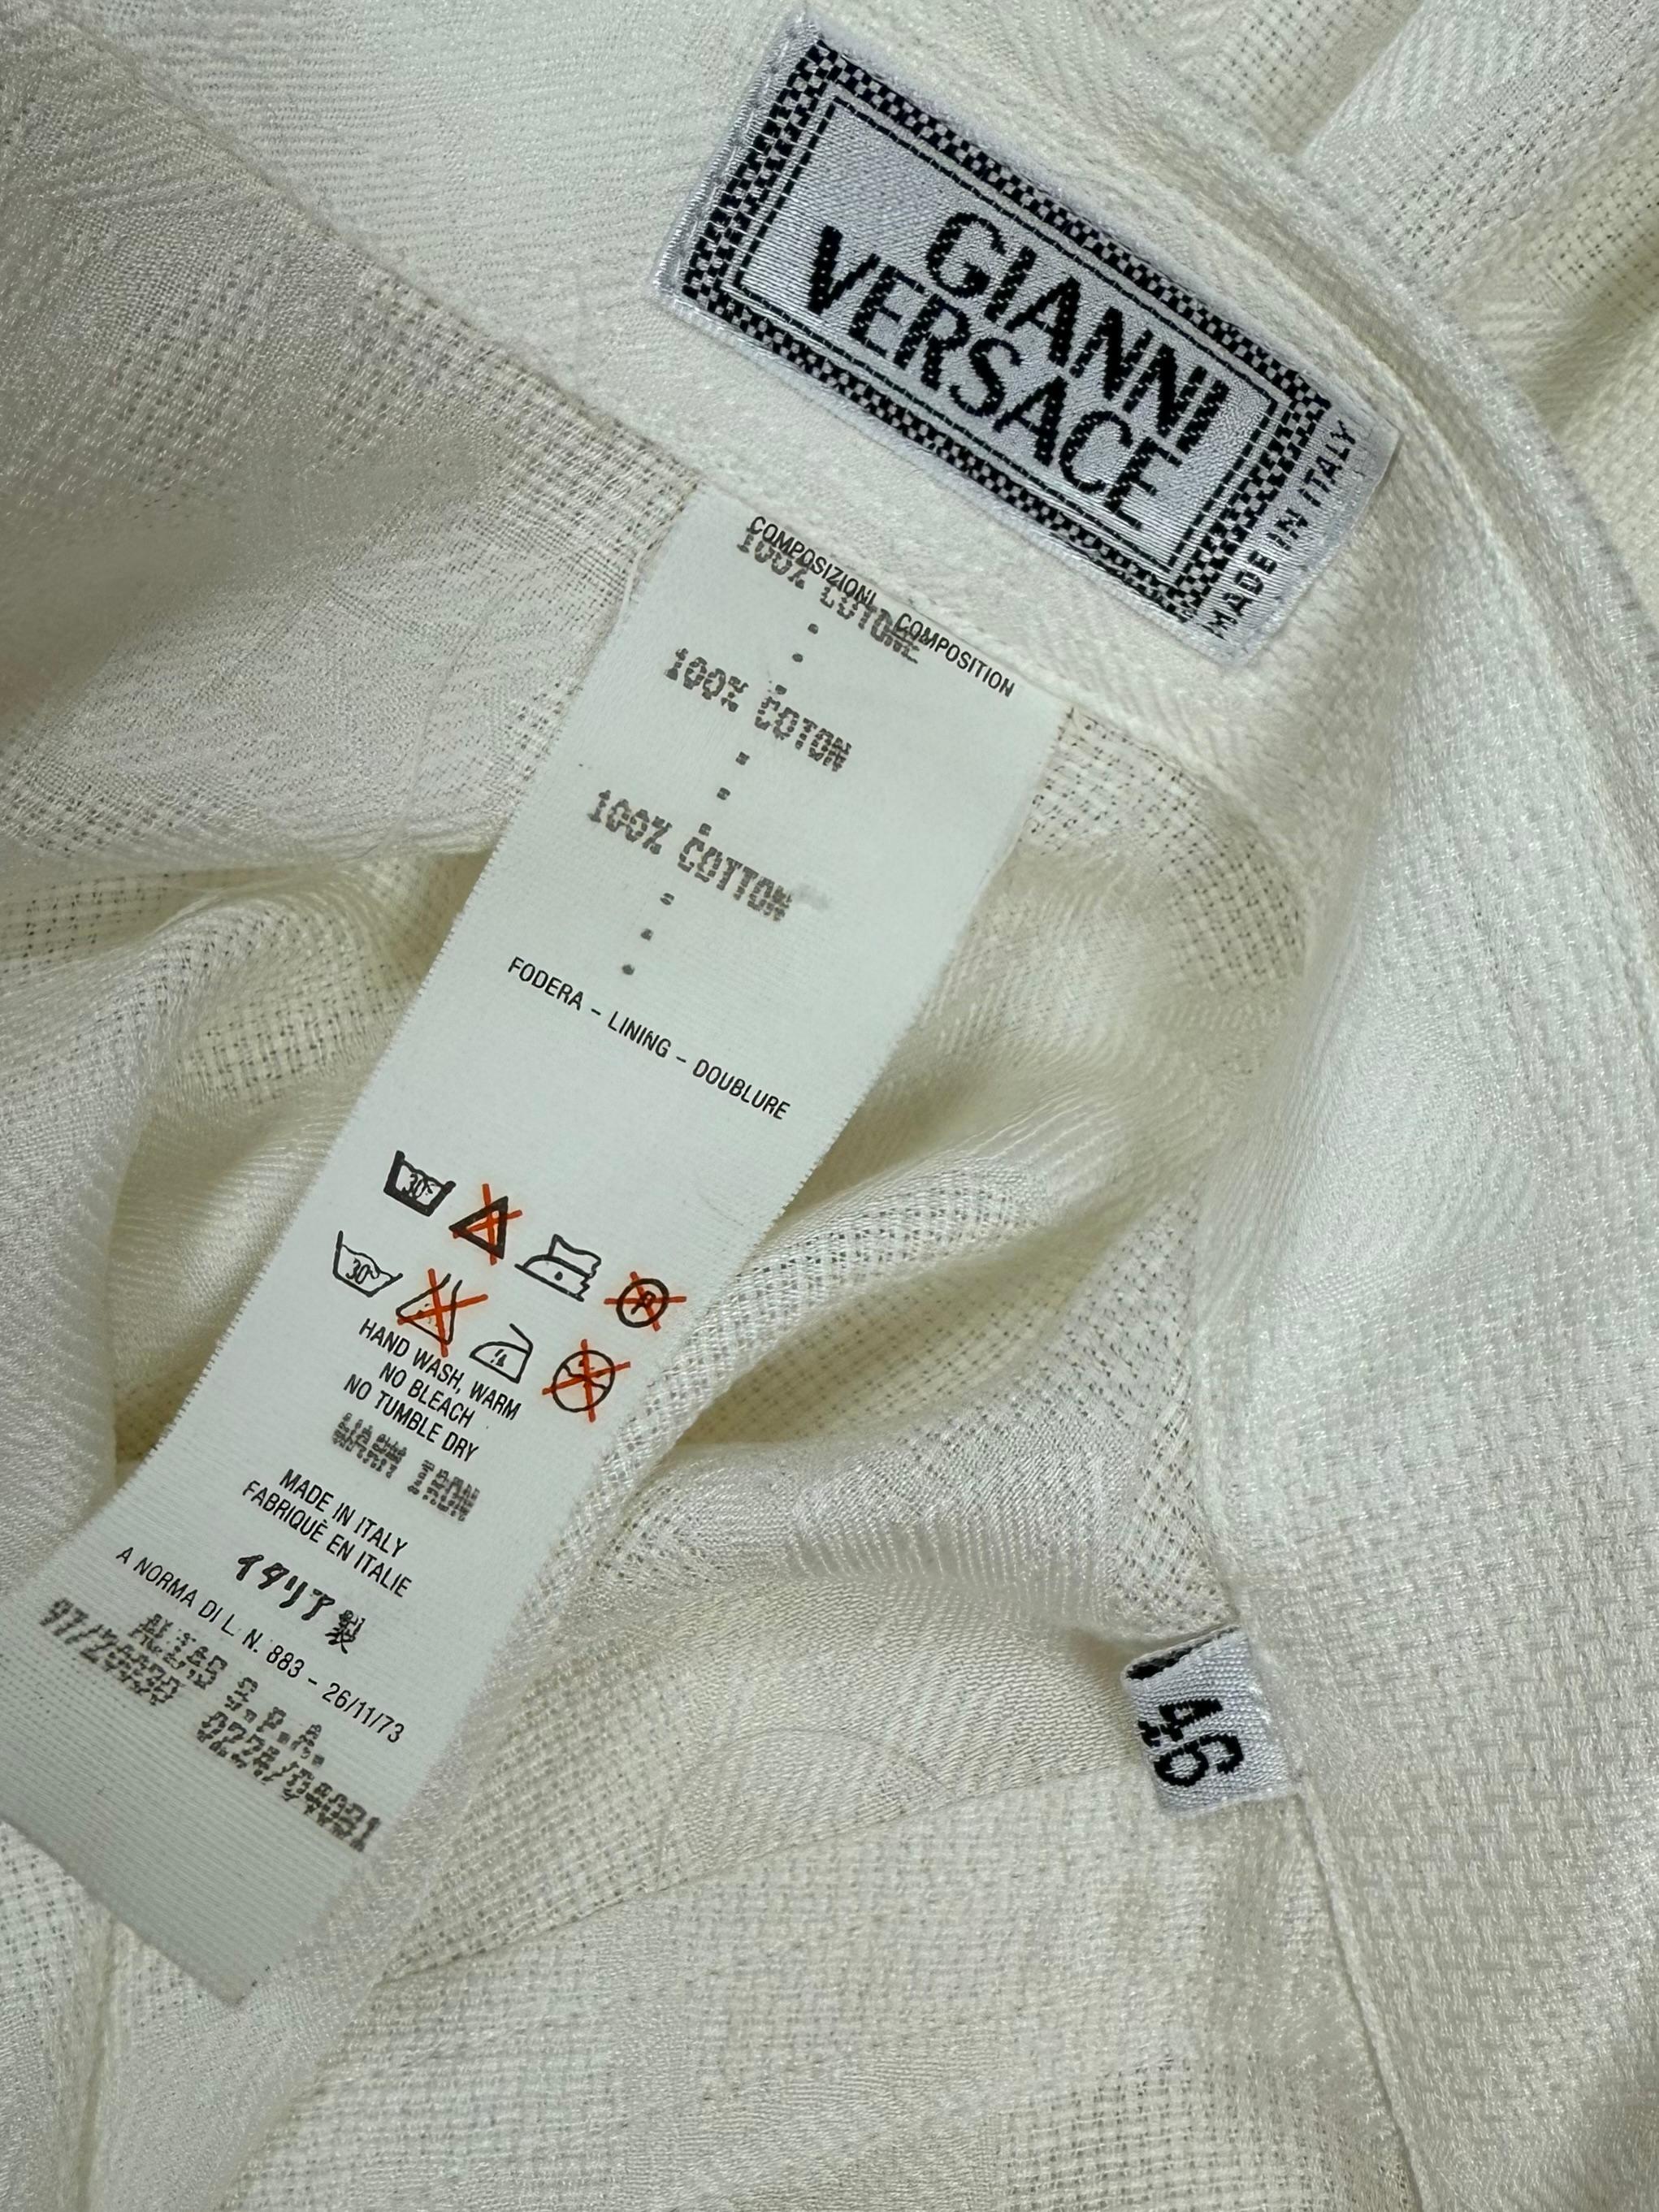 GIANNI
VERSACE
MADE IN ITALY
COMPOSIZIONI COMPOSITION
100% COTONE
100% COTON
100% COTTON
FODERA - LINING - DOUBLURE
30°
30
HAND WASH, WARM
NO BLEACH
NO TUMBLE DRY
WARM IRON
MADE IN ITALY
FABRIQUÈ EN ITALIE
イタリア製
A NORMA DI L. N. 883 - 26/11/73
ALIAS S.P.A.
46